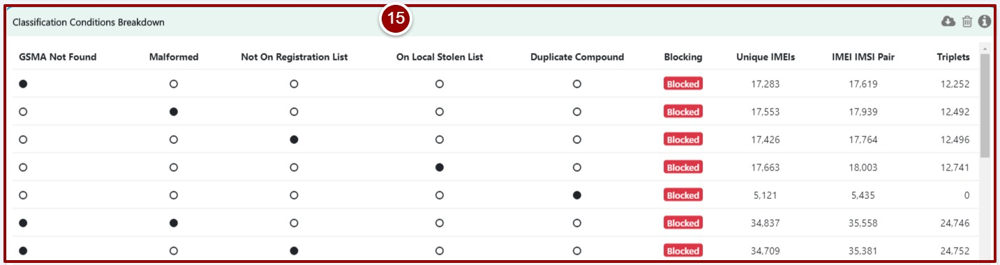 15
Classification Conditions Breakdown
GSMA Not Found Malformed Not On Registration List On Local Stolen List Duplicate Compound Blocking Unique IMEIs IMEI IMSI Pair Triplets
Blocked 17,283 17,619 12,252
Blocked 17,553 17,939 12,492
Blocked 17,426 17,764 12,496
Blocked 17,663 18,003 12,741
Blocked 5,121 5,435 0
Blocked 34,837 35,558 24,746
Blocked 34,709 35,381 24,752